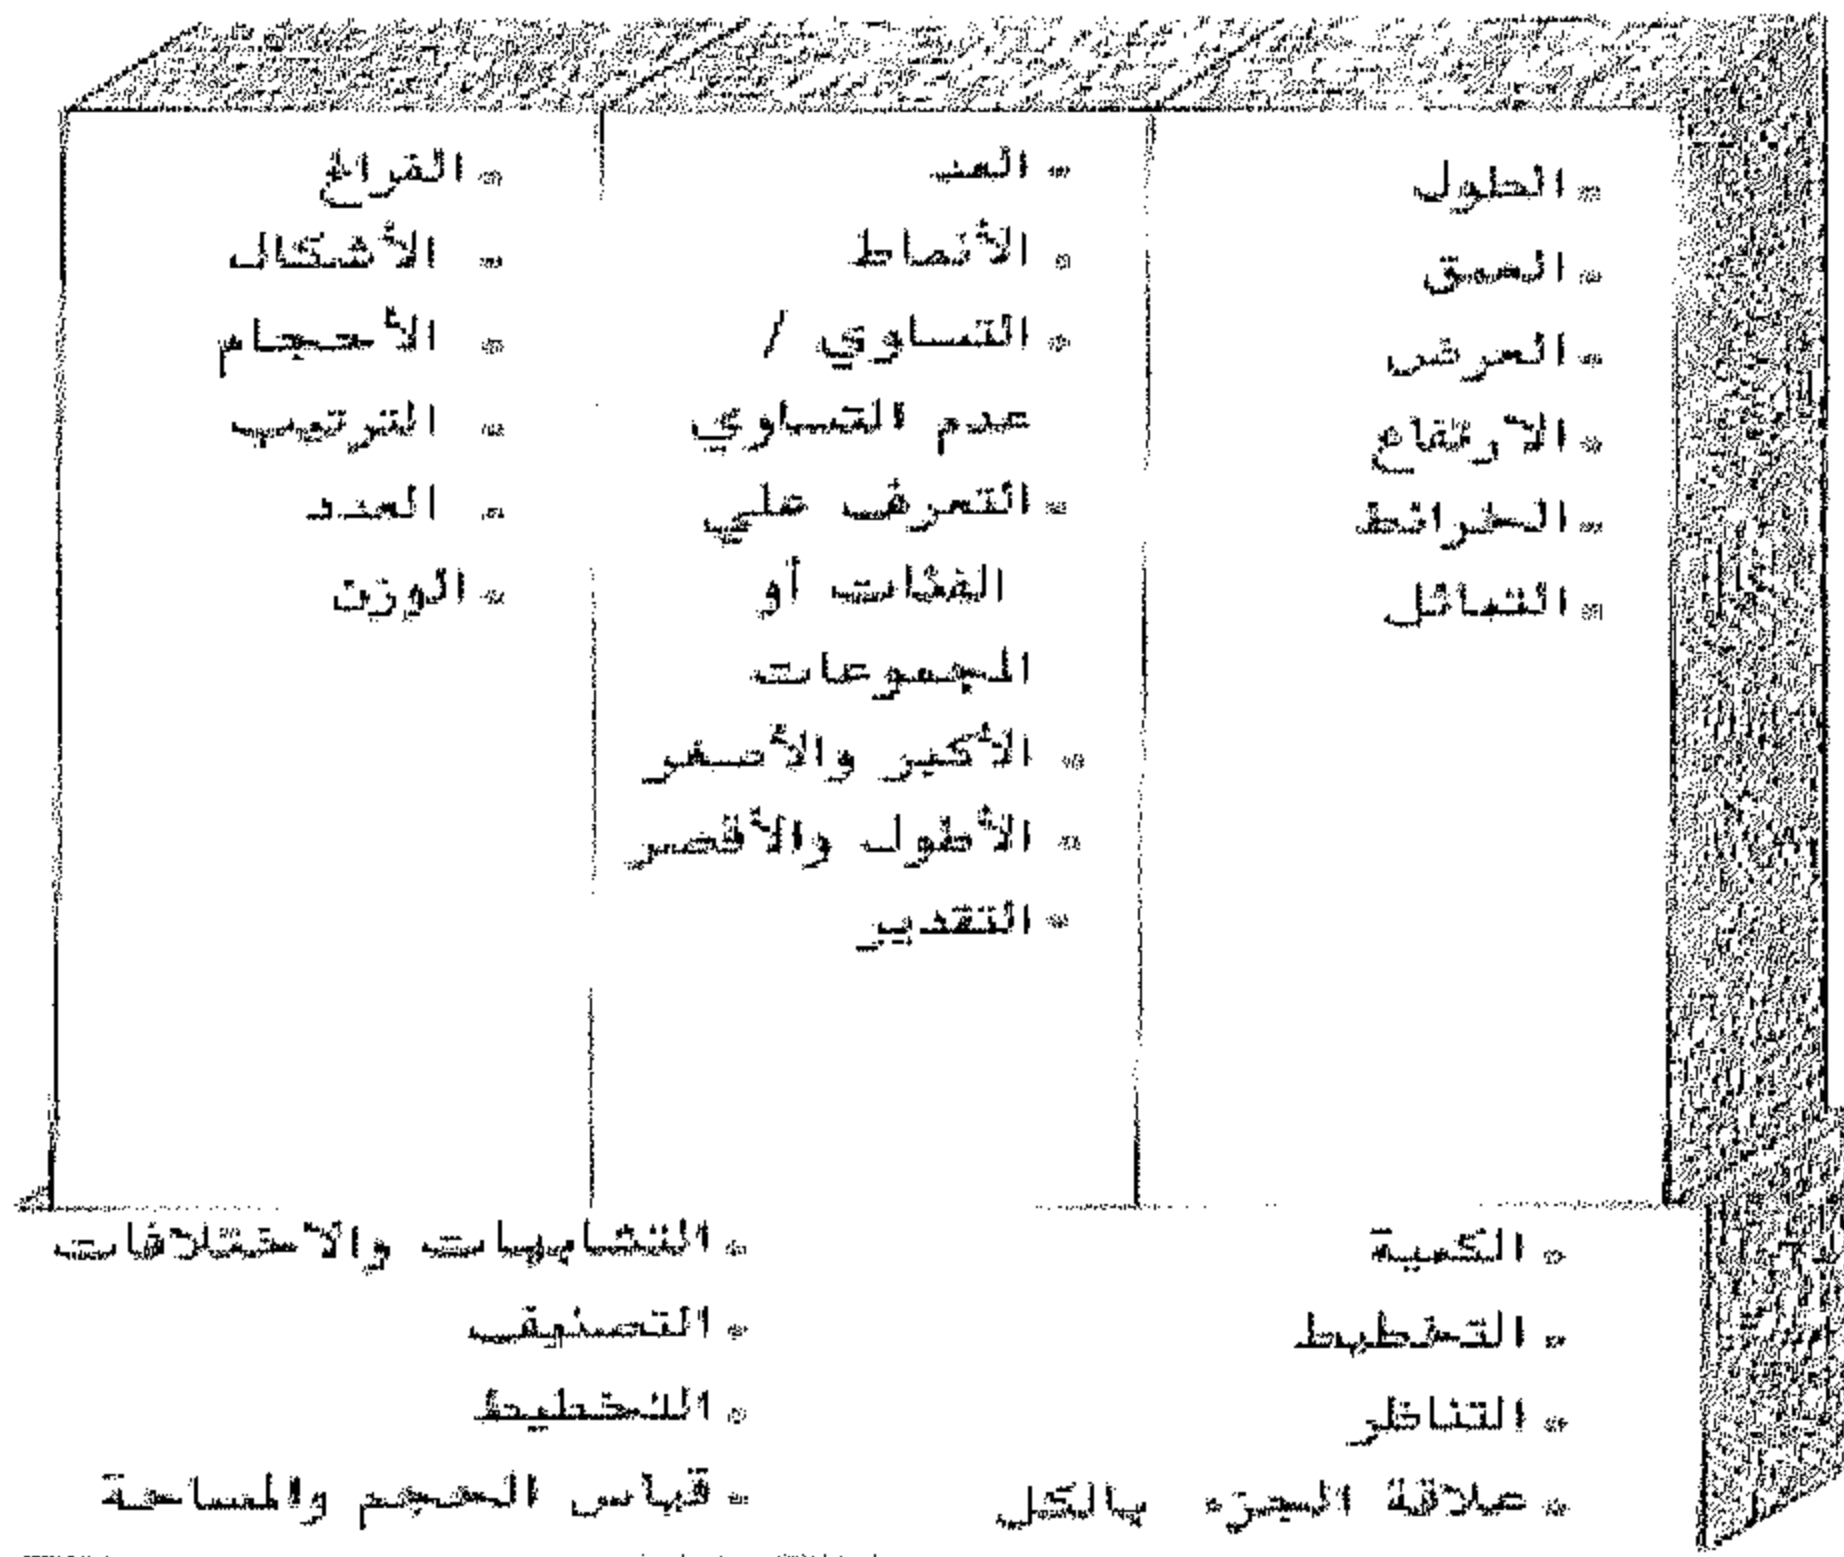 - الطول
- العمق
- العرض
- الارتفاع
- الخرائط
- التماثل
- العد
- الأنماط
- التساوي /
عدم التساوي
- التعرف علي
الفئات أو
المجموعات
- الأكبر والأصغر
- الأطول والأقصر
- التقدير
- الفراغ
- الأشكال
- الأحجام
- الترتيب
- العدد
- الوزن
- الكمية
- التخطيط
- التناظر
- علاقة الجزء بالكل
- التشابهات والاختلافات
- التصنيف
- التخطيط
- قياس الحجم والمساحة